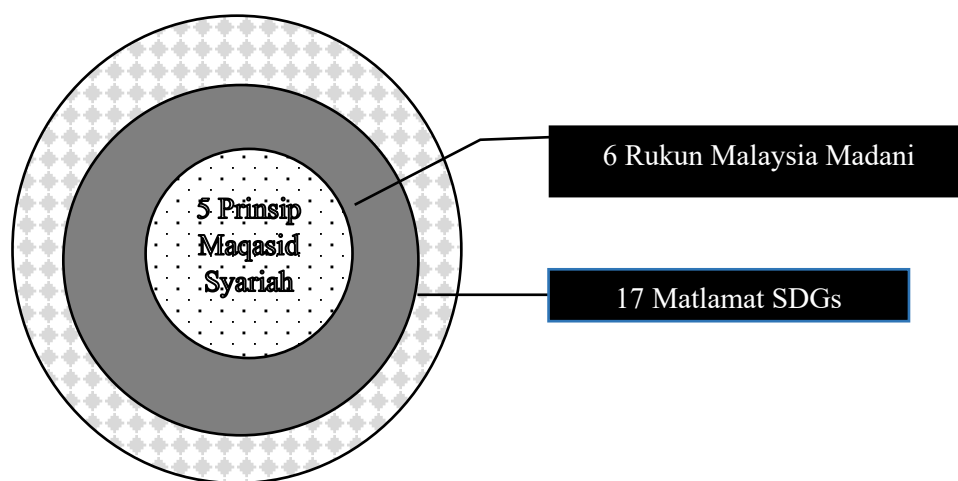 5 Prinsip
Maqasid
Syariah
6 Rukun Malaysia Madani
17 Matlamat SDGs